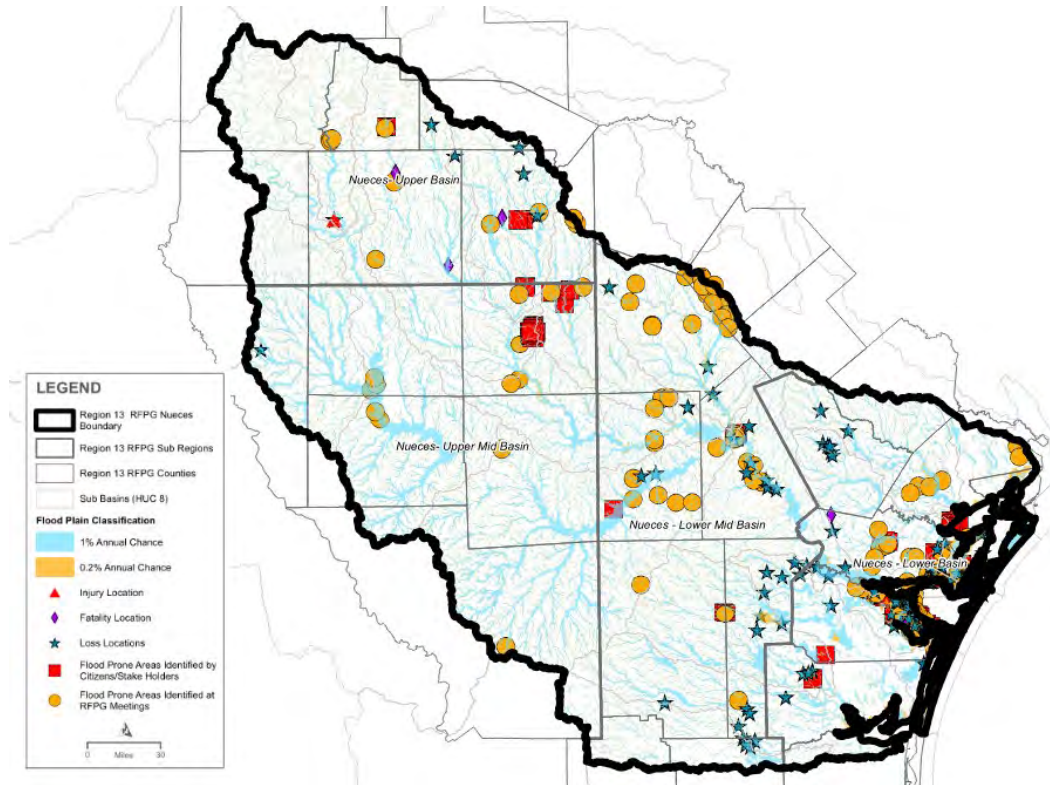 Nueces- Upper Basin
Nueces- Upper Mid Basin
Nueces - Lower Mid Basin
Nueces - Lower Basin
LEGEND
Region 13 RFPG Nueces
Boundary
Region 13 RFPG Sub Regions
Region 13 RFPG Counties
Sub Basins (HUC 8)
Flood Plain Classification
1% Annual Chance
0.2% Annual Chance
Injury Location
Fatality Location
Loss Locations
Flood Prone Areas Identified by
Citizens/Stake Holders
Flood Prone Areas Identified at
RFPG Meetings
0 30
Miles